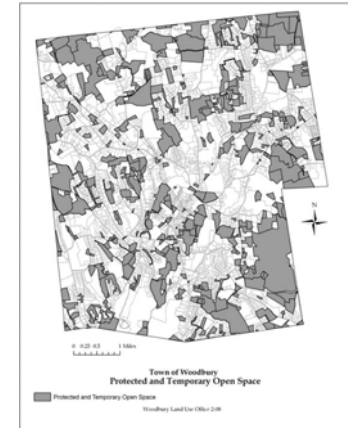 N
0 0.25 0.5 1 Miles
Town of Woodbury
Protected and Temporary Open Space
Protected and Temporary Open Space
Woodbury Land Use Office 2-08